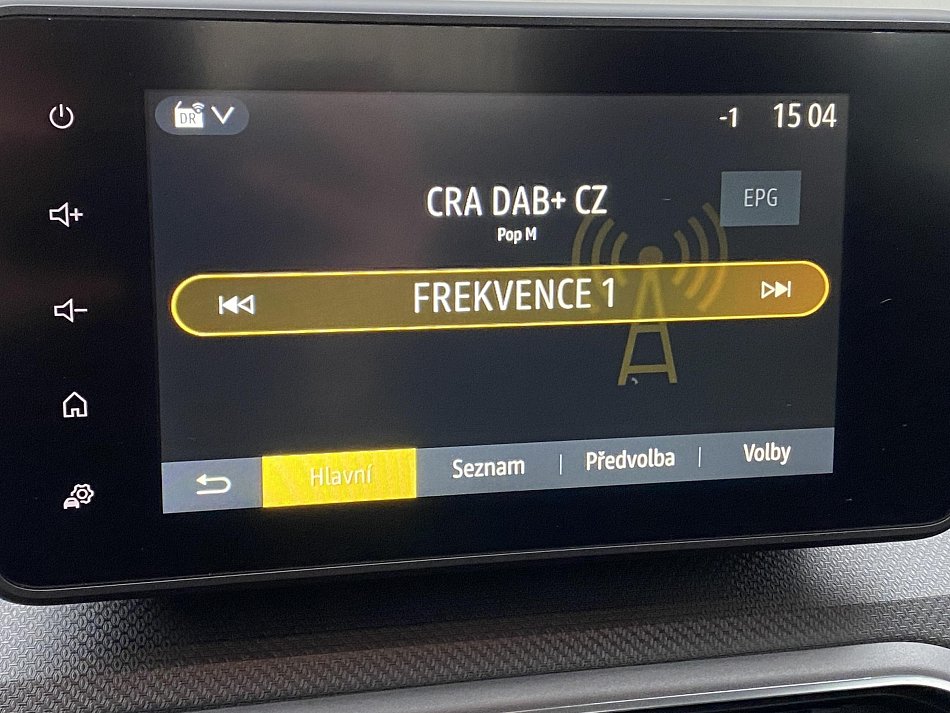 DR
-1 15 04
CRA DAB+ CZ
EPG
Pop M
FREKVENCE 1
Hlavní
Seznam
Předvolba
Volby